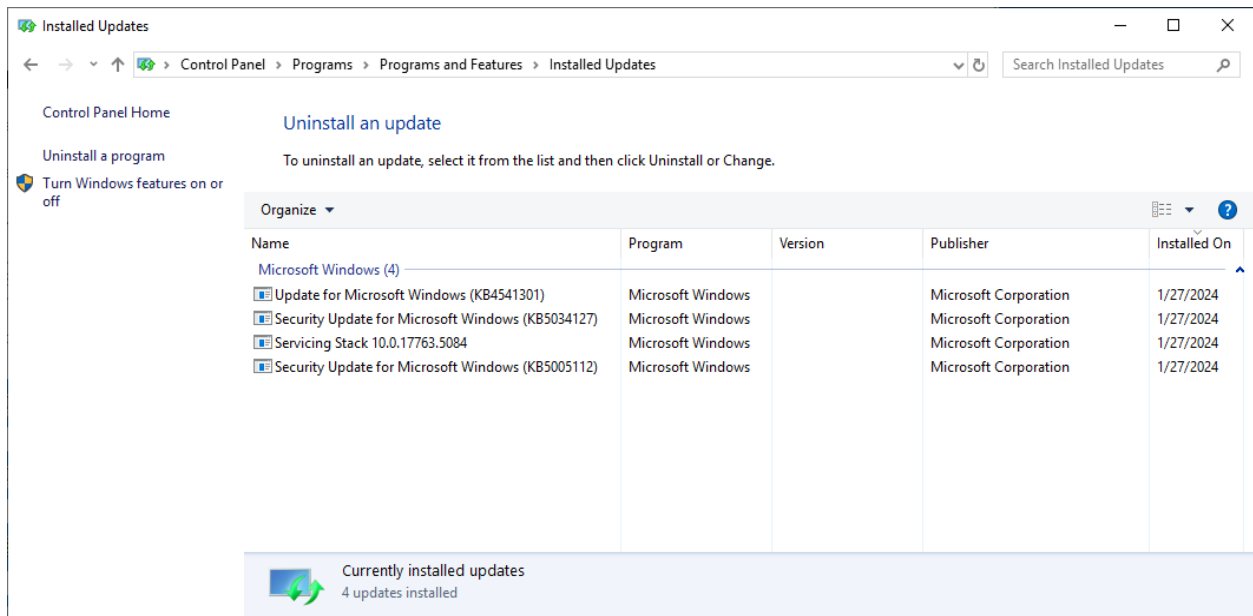 Installed Updates
Control Panel > Programs > Programs and Features > Installed Updates
Search Installed Updates
Control Panel Home
Uninstall a program
Turn Windows features on or
off
Uninstall an update
To uninstall an update, select it from the list and then click Uninstall or Change.
Organize
Name Program Version Publisher Installed On
Microsoft Windows (4)
Update for Microsoft Windows (KB4541301) Microsoft Windows Microsoft Corporation 1/27/2024
Security Update for Microsoft Windows (KB5034127) Microsoft Windows Microsoft Corporation 1/27/2024
Servicing Stack 10.0.17763.5084 Microsoft Windows Microsoft Corporation 1/27/2024
Security Update for Microsoft Windows (KB5005112) Microsoft Windows Microsoft Corporation 1/27/2024
Currently installed updates
4 updates installed